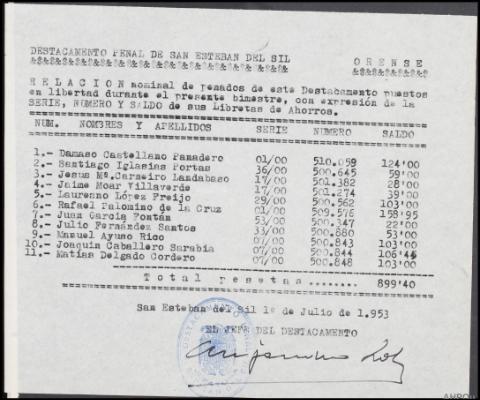 DESTACAMENTO PENAL DE SAN ESTEBAN DEL SIL ORENSE
RELACION nominal de penados de este Destacamento puestos
en libertad durante el presente bimestre, con expresión de la
SERIE, NUMERO Y SALDO de sus Libretas de Ahorros.
NUM. NOMBRES Y APELLIDOS SERIE NUMERO SALDO
1.- Damaso Castellano Panadero 01/00 510.059 124'00
2.- Santiago Iglasias Portas 36/00 500.645 59'00
3.- Jesus Mª.Carneiro Landabaso 17/00 501.382 28'00
4.- Jaime Moar Villaverde 17/00 501.274 39'00
5.- Laureano López Freijo 29/00 500.562 103'00
6.- Rafael Palomino de la Cruz 01/00 509.576 158'95
7.- Juan García Fontán 53/00 500.347 22'00
8.- Julio Fernández Santos 33/00 500.880 53'00
9.- Manuel Ayuso Rico 07/00 500.843 103'00
10.- Joaquin Caballero Sarabia 07/00 500.844 106'45
11.- Matías Delgado Cordero 07/00 500.848 103'00
Total pesetas...... 899'40
San Esteban del Sil 1º de Julio de 1.953
EL JEFE DEL DESTACAMENTO